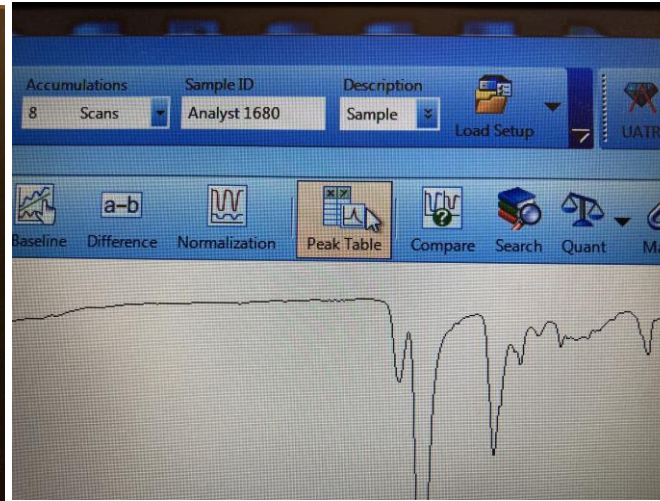 Accumulations
8 Scans
Sample ID
Analyst 1680
Description
Sample
Load Setup
UATR
Baseline
Difference
a-b
Normalization
X Y
Peak Table
Compare
?
Search
Quant